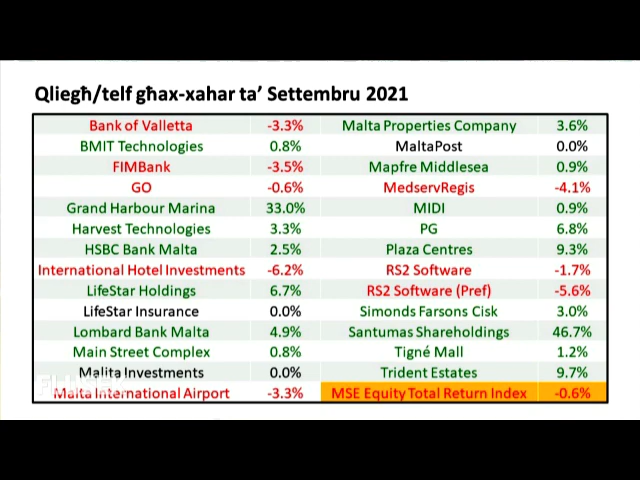 Qliegħ/telf għax-xahar ta’ Settembru 2021
Bank of Valletta -3.3% Malta Properties Company 3.6%
BMIT Technologies 0.8% MaltaPost 0.0%
FIMBank -3.5% Mapfre Middlesea 0.9%
GO -0.6% MedservRegis -4.1%
Grand Harbour Marina 33.0% MIDI 0.9%
Harvest Technologies 3.3% PG 6.8%
HSBC Bank Malta 2.5% Plaza Centres 9.3%
International Hotel Investments -6.2% RS2 Software -1.7%
LifeStar Holdings 6.7% RS2 Software (Pref) -5.6%
LifeStar Insurance 0.0% Simonds Farsons Cisk 3.0%
Lombard Bank Malta 4.9% Santumas Shareholdings 46.7%
Main Street Complex 0.8% Tigné Mall 1.2%
Malita Investments 0.0% Trident Estates 9.7%
Malta International Airport -3.3% MSE Equity Total Return Index -0.6%